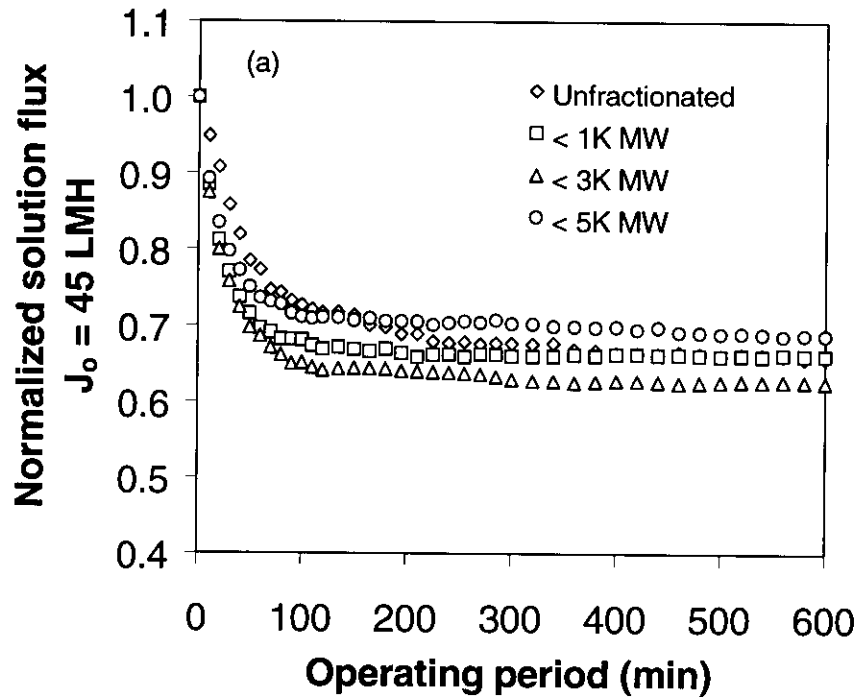 Normalized solution flux
Jo = 45 LMH
1.1
1.0
0.9
0.8
0.7
0.6
0.5
0.4
(a)
Unfractionated
< 1K MW
< 3K MW
< 5K MW
0 100 200 300 400 500 600
Operating period (min)